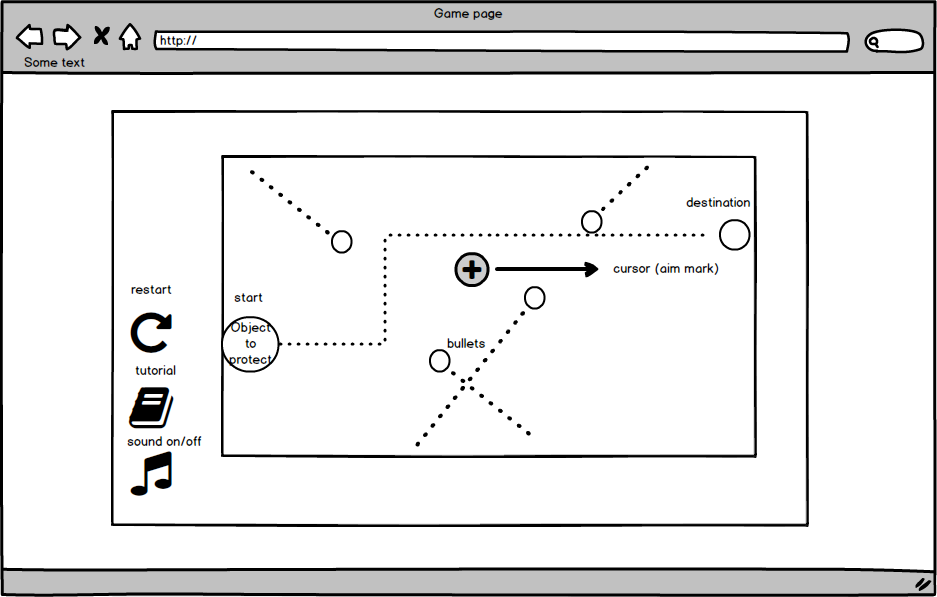 Game page
http://
Some text
destination
cursor (aim mark)
restart
start
Object
to
protect
bullets
tutorial
sound on/off